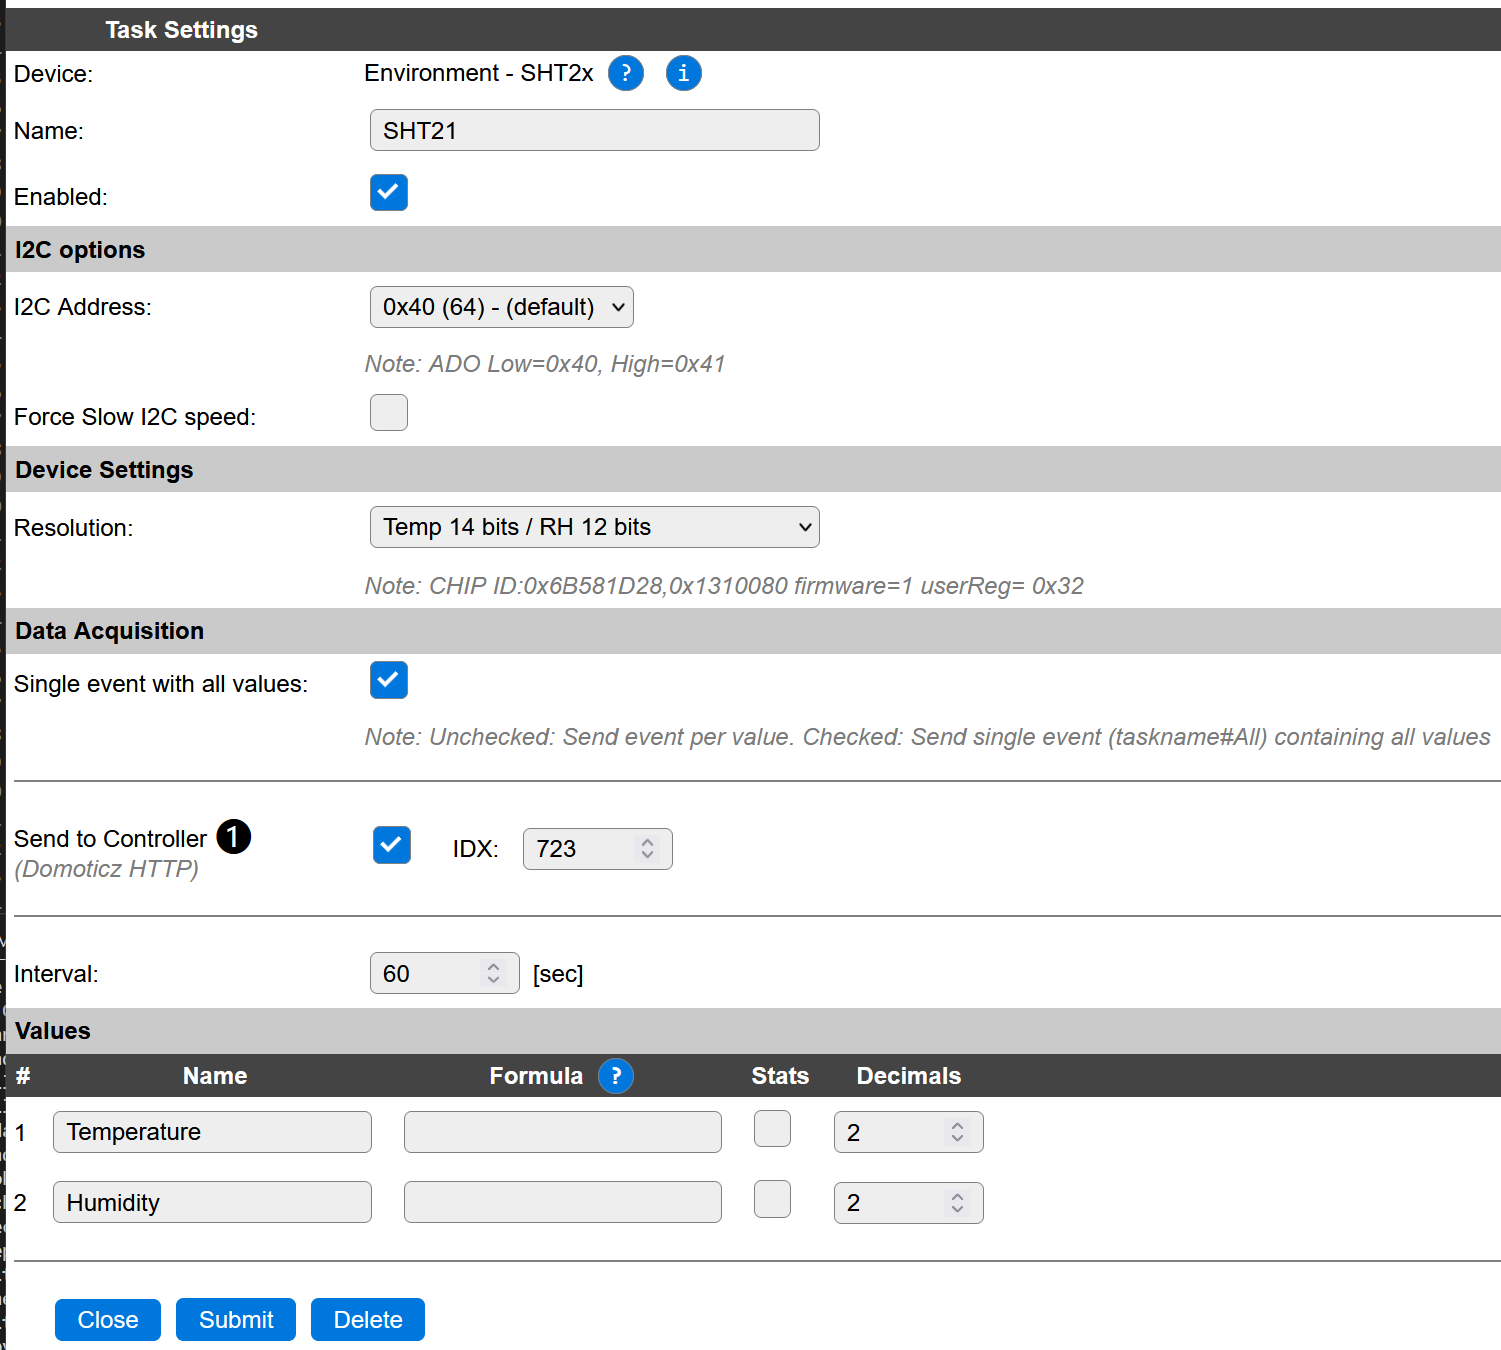 Task Settings
Device: Environment - SHT2x ? i
Name: SHT21
Enabled:
I2C options
I2C Address: 0x40 (64) - (default)
Note: ADO Low=0x40, High=0x41
Force Slow I2C speed:
Device Settings
Resolution: Temp 14 bits / RH 12 bits
Note: CHIP ID:0x6B581D28,0x1310080 firmware=1 userReg= 0x32
Data Acquisition
Single event with all values:
Note: Unchecked: Send event per value. Checked: Send single event (taskname#All) containing all values
Send to Controller ❶ IDX: 723
(Domoticz HTTP)
Interval: 60 [sec]
Values
# Name Formula ? Stats Decimals
1 Temperature 2
2 Humidity 2
Close Submit Delete